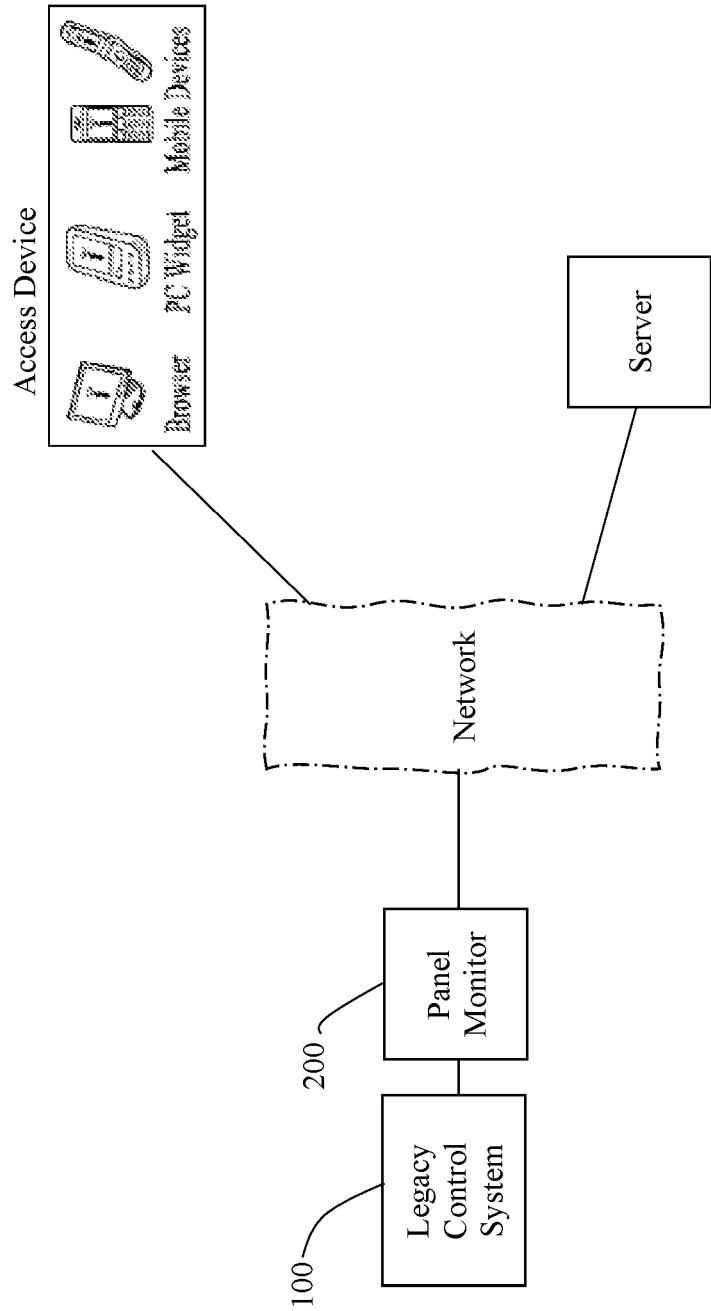 Access Device
Browser
PC Widget
Mobile Devices
Network
Server
200
Panel
Monitor
100
Legacy
Control
System